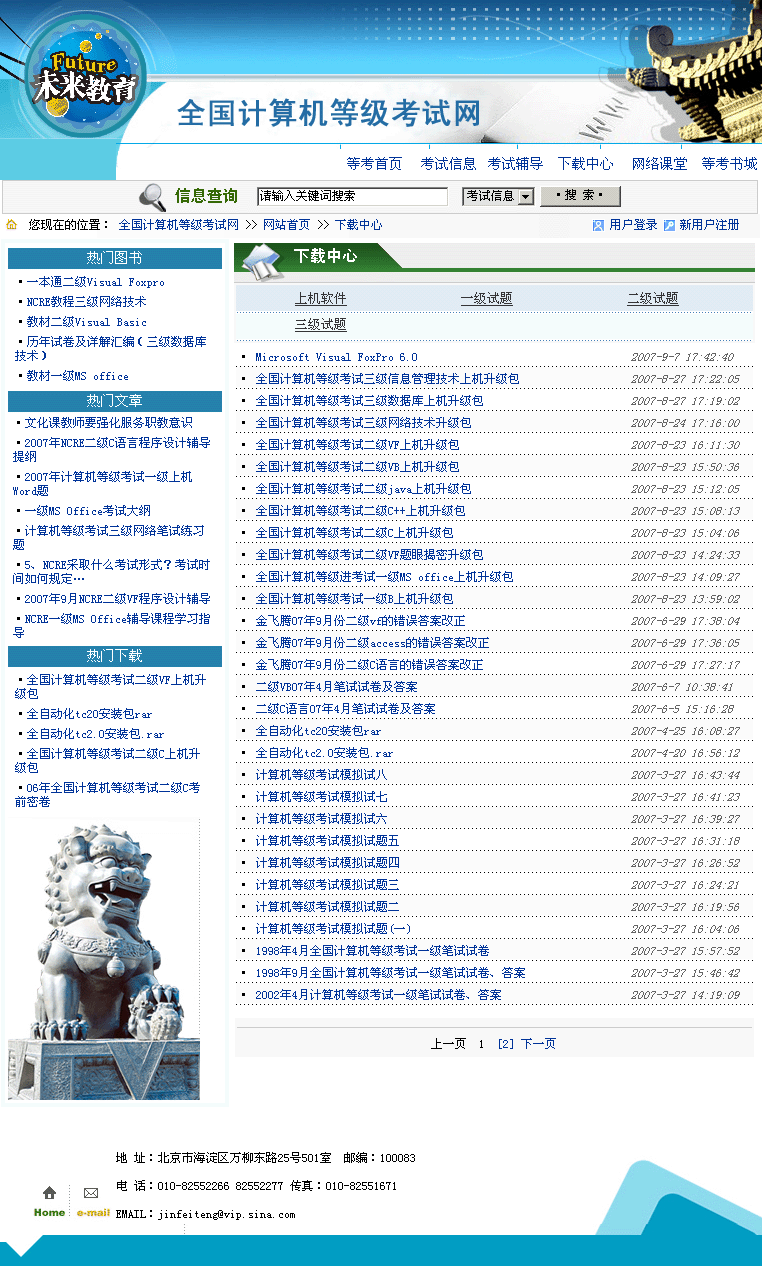 Future
未来教育
全国计算机等级考试网
等考首页 考试信息 考试辅导 下载中心 网络课堂 等考书城
信息查询 请输入关键词搜索 考试信息 ·搜 索·
您现在的位置： 全国计算机等级考试网 >> 网站首页 >> 下载中心
用户登录 新用户注册
热门图书
·一本通二级Visual Foxpro
·NCRE教程三级网络技术
·教材二级Visual Basic
·历年试卷及详解汇编（三级数据库
技术）
·教材一级MS office
热门文章
·文化课教师要强化服务职教意识
·2007年NCRE二级C语言程序设计辅导
提纲
·2007年计算机等级考试一级上机
Word题
·一级MS Office考试大纲
·计算机等级考试三级网络笔试练习
题
·5、NCRE采取什么考试形式？考试时
间如何规定…
·2007年9月NCRE二级VF程序设计辅导
·NCRE一级MS Office辅导课程学习指
导
热门下载
·全国计算机等级考试二级VF上机升
级包
·全自动化tc20安装包rar
·全自动化tc2.0安装包.rar
·全国计算机等级考试二级C上机升
级包
·06年全国计算机等级考试二级C考
前密卷
下载中心
上机软件 一级试题 二级试题
三级试题
· Microsoft Visual FoxPro 6.0 2007-9-7 17:42:40
· 全国计算机等级考试三级信息管理技术上机升级包 2007-8-27 17:22:05
· 全国计算机等级考试三级数据库上机升级包 2007-8-27 17:19:02
· 全国计算机等级考试三级网络技术升级包 2007-8-24 17:16:00
· 全国计算机等级考试二级VF上机升级包 2007-8-23 16:11:30
· 全国计算机等级考试二级VB上机升级包 2007-8-23 15:50:36
· 全国计算机等级考试二级java上机升级包 2007-8-23 15:12:05
· 全国计算机等级考试二级C++上机升级包 2007-8-23 15:08:13
· 全国计算机等级考试二级C上机升级包 2007-8-23 15:04:06
· 全国计算机等级考试二级VF题眼揭密升级包 2007-8-23 14:24:33
· 全国计算机等级进考试一级MS office上机升级包 2007-8-23 14:09:27
· 全国计算机等级考试一级B上机升级包 2007-8-23 13:59:02
· 金飞腾07年9月份二级vf的错误答案改正 2007-6-29 17:38:04
· 金飞腾07年9月份二级access的错误答案改正 2007-6-29 17:36:05
· 金飞腾07年9月份二级C语言的错误答案改正 2007-6-29 17:27:17
· 二级VB07年4月笔试试卷及答案 2007-6-7 10:38:41
· 二级C语言07年4月笔试试卷及答案 2007-6-5 15:16:28
· 全自动化tc20安装包rar 2007-4-25 16:08:27
· 全自动化tc2.0安装包.rar 2007-4-20 16:56:12
· 计算机等级考试模拟试八 2007-3-27 16:43:44
· 计算机等级考试模拟试七 2007-3-27 16:41:23
· 计算机等级考试模拟试六 2007-3-27 16:39:27
· 计算机等级考试模拟试题五 2007-3-27 16:31:18
· 计算机等级考试模拟试题四 2007-3-27 16:26:52
· 计算机等级考试模拟试题三 2007-3-27 16:24:21
· 计算机等级考试模拟试题二 2007-3-27 16:19:56
· 计算机等级考试模拟试题(一) 2007-3-27 16:04:06
· 1998年4月全国计算机等级考试一级笔试试卷 2007-3-27 15:57:52
· 1998年9月全国计算机等级考试一级笔试试卷、答案 2007-3-27 15:46:42
· 2002年4月计算机等级考试一级笔试试卷、答案 2007-3-27 14:19:09
上一页 1 [2] 下一页
地 址：北京市海淀区万柳东路25号501室 邮编：100083
电 话：010-82552266 82552277 传真：010-82551671
EMAIL：jinfeiteng@vip.sina.com
Home e-mail